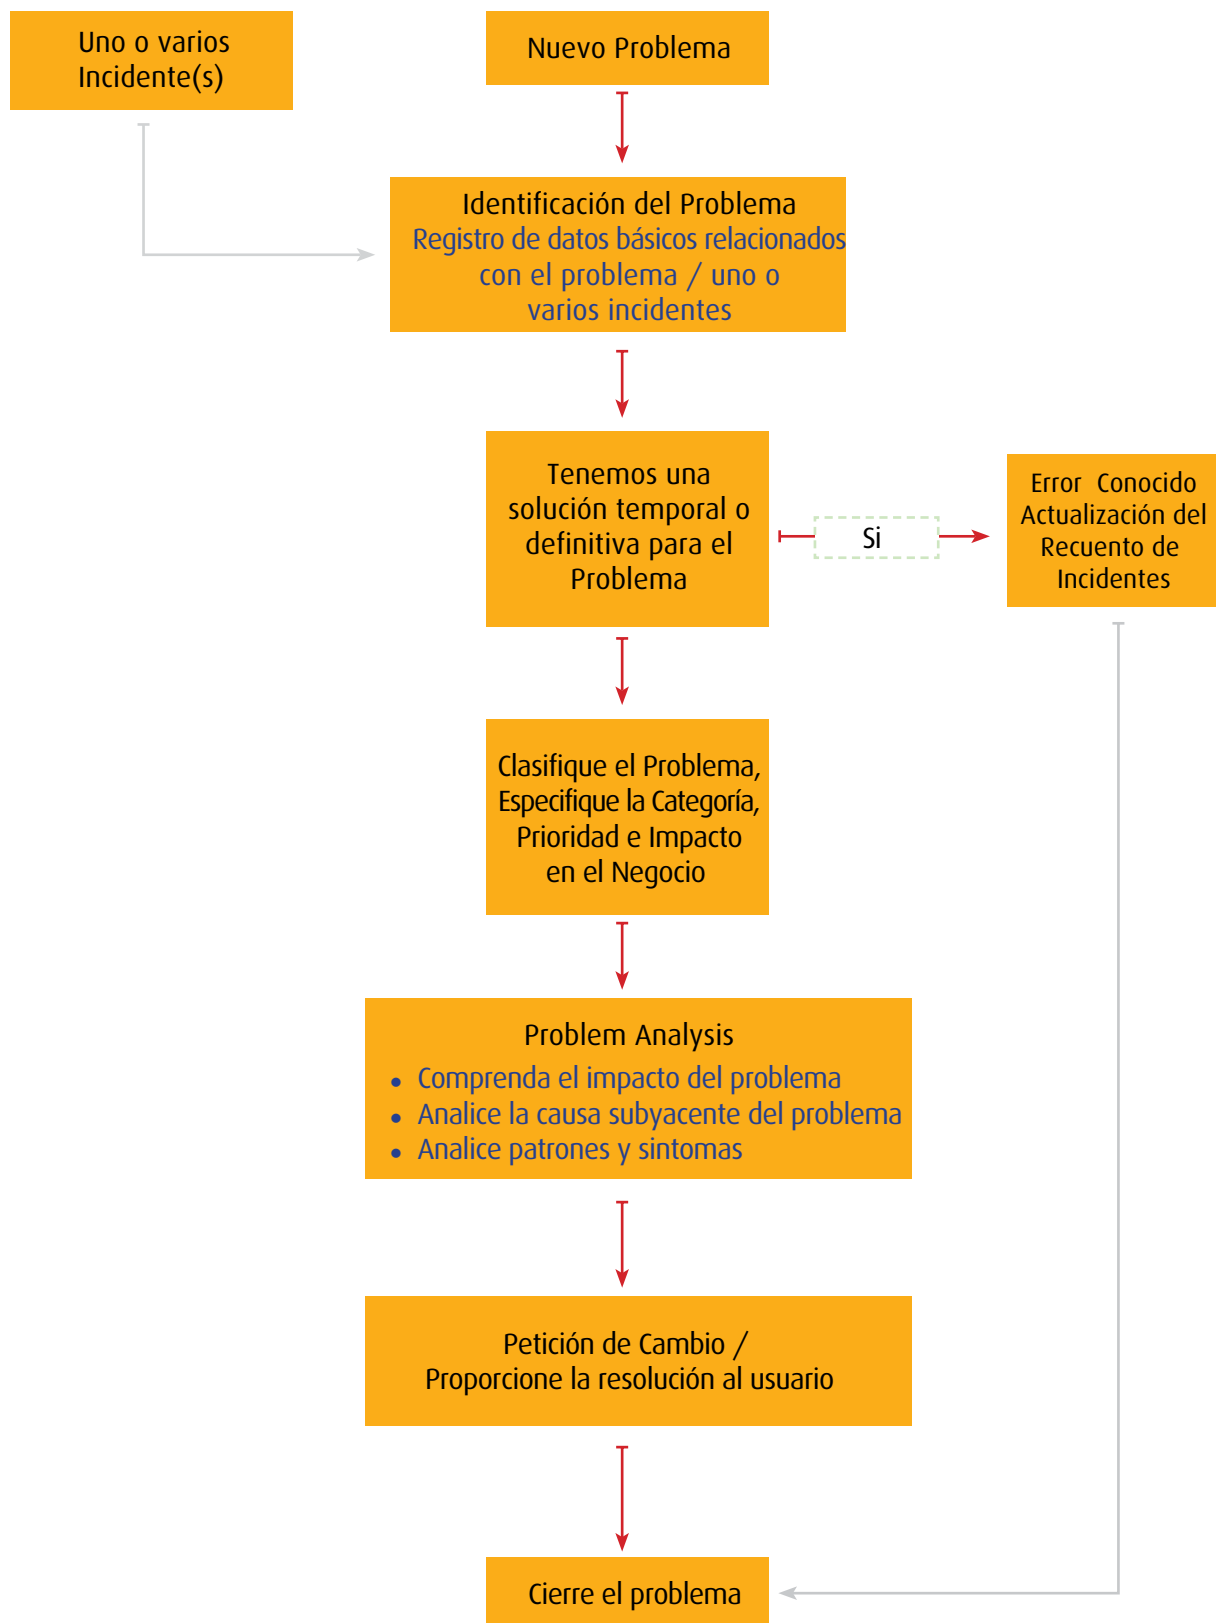 Uno o varios
Incidente(s)
Nuevo Problema
Identificación del Problema
Registro de datos básicos relacionados
con el problema / uno o
varios incidentes
Tenemos una
solución temporal o
definitiva para el
Problema
Si
Error Conocido
Actualización del
Recuento de
Incidentes
Clasifique el Problema,
Especifique la Categoría,
Prioridad e Impacto
en el Negocio
Problem Analysis
• Comprenda el impacto del problema
• Analice la causa subyacente del problema
• Analice patrones y sintomas
Petición de Cambio /
Proporcione la resolución al usuario
Cierre el problema